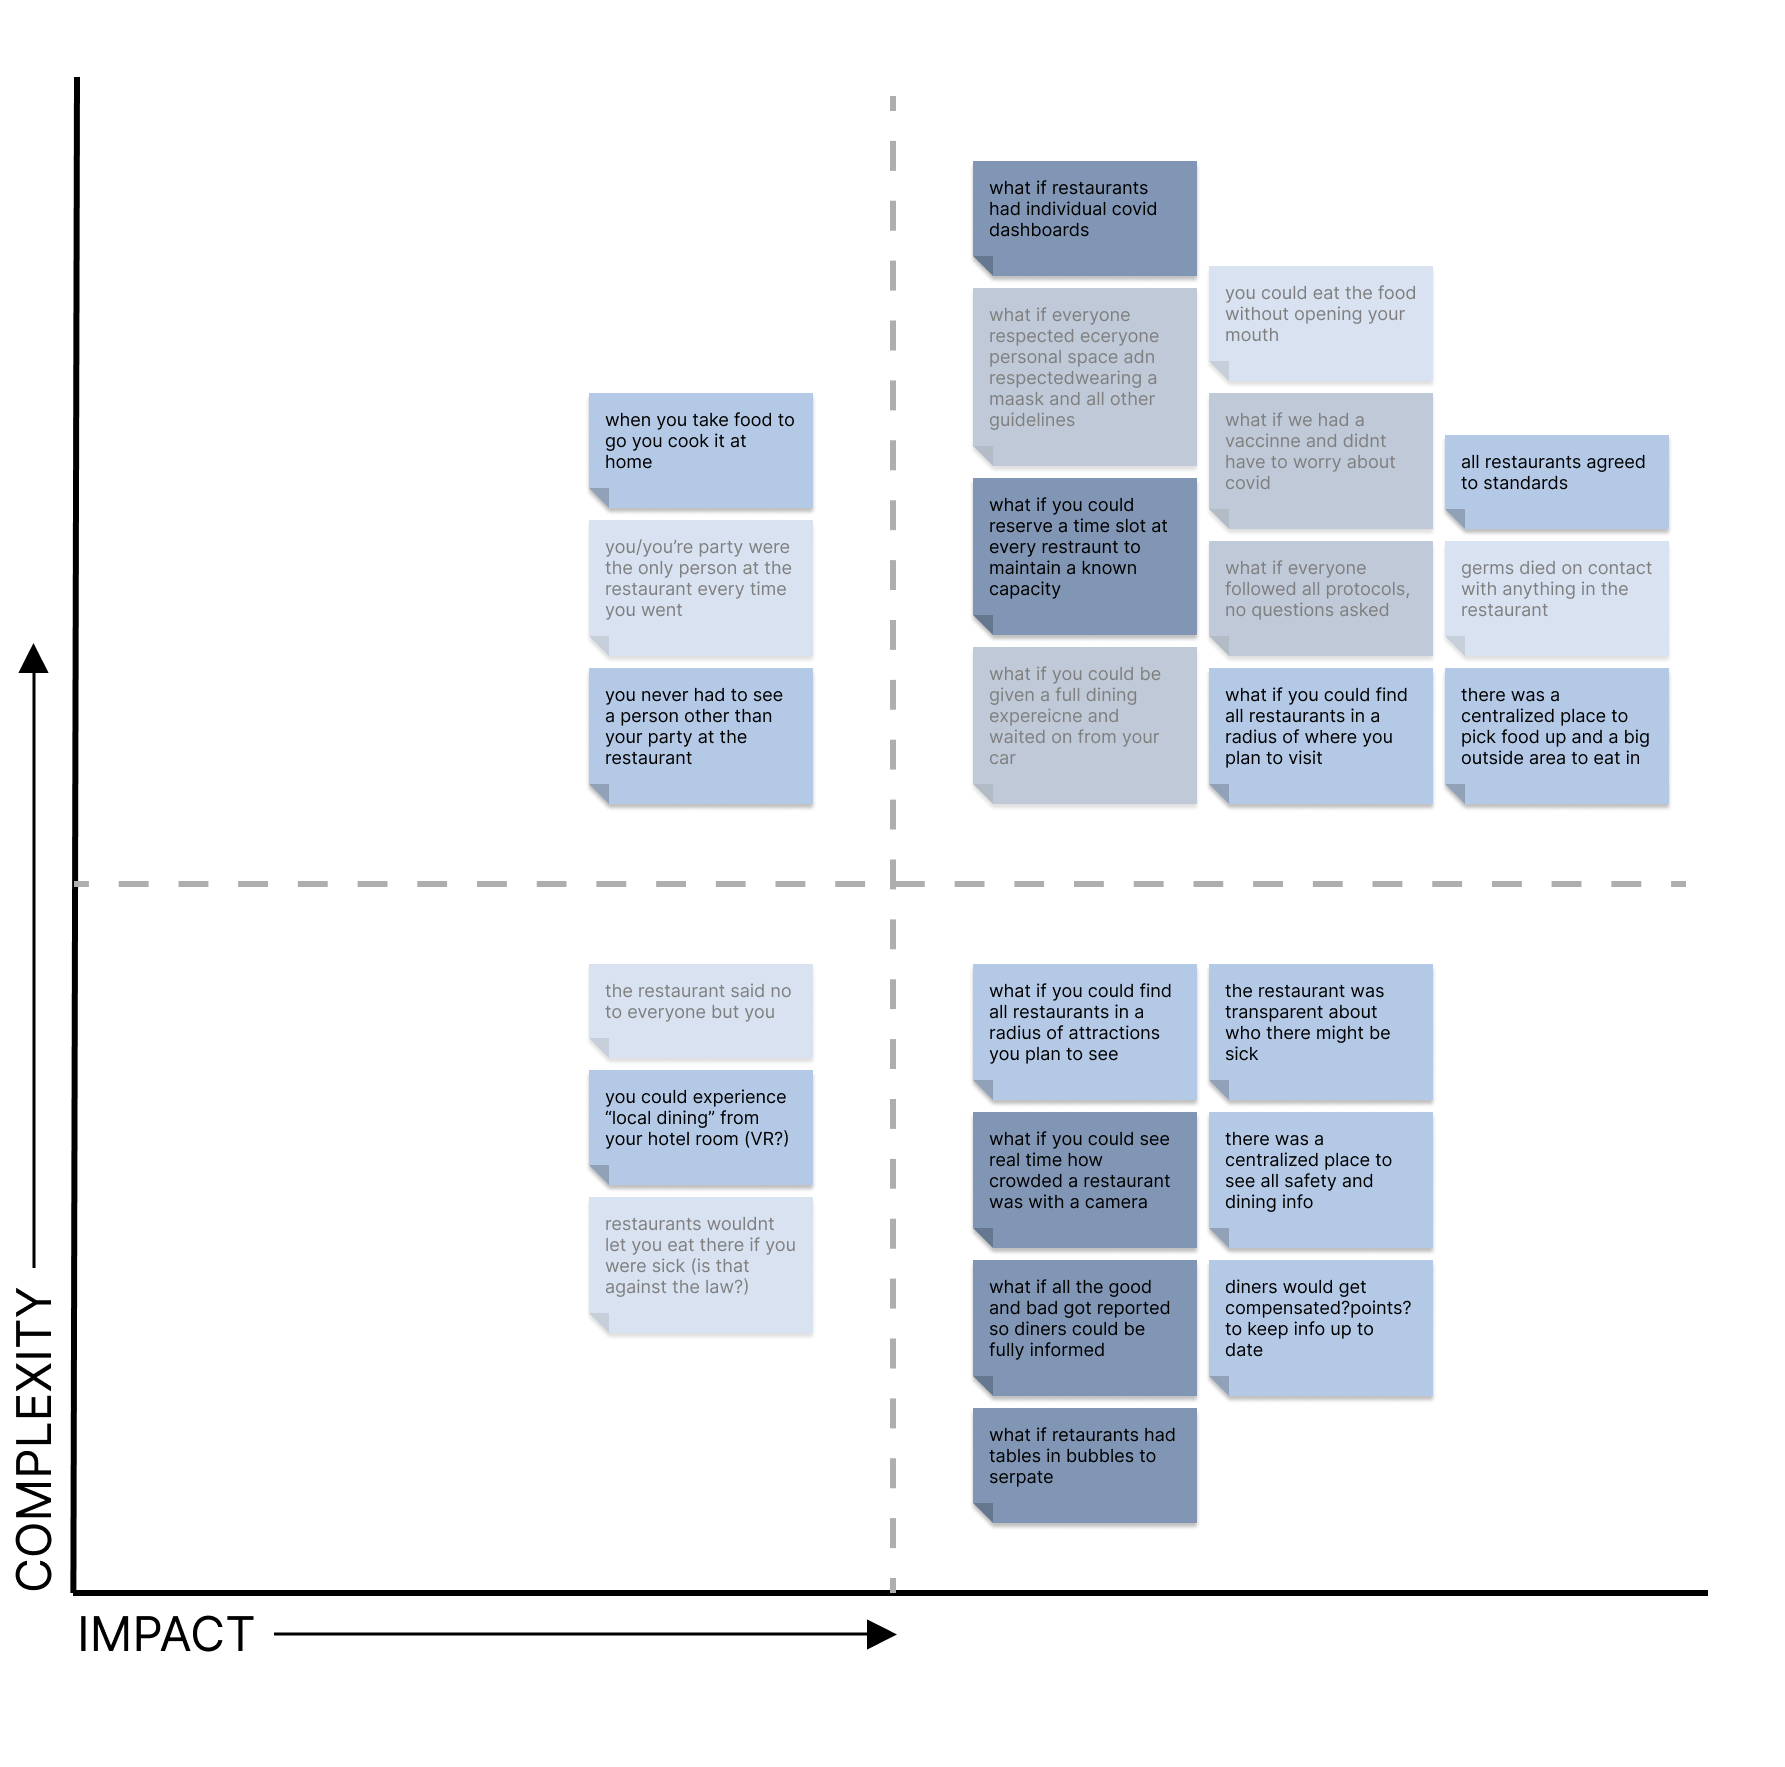 what if restaurants
had individual covid
dashboards
what if everyone
respected eceryone
personal space adn
respectedwearing a
maask and all other
guidelines
what if you could
reserve a time slot at
every restraunt to
maintain a known
capacity
what if you could be
given a full dining
expereicne and
waited on from your
car
you could eat the food
without opening your
mouth
what if we had a
vaccinne and didnt
have to worry about
covid
what if everyone
followed all protocols,
no questions asked
what if you could find
all restaurants in a
radius of where you
plan to visit
all restaurants agreed
to standards
germs died on contact
with anything in the
restaurant
there was a
centralized place to
pick food up and a big
outside area to eat in
when you take food to
go you cook it at
home
you/you’re party were
the only person at the
restaurant every time
you went
you never had to see
a person other than
your party at the
restaurant
the restaurant said no
to everyone but you
you could experience
“local dining” from
your hotel room (VR?)
restaurants wouldnt
let you eat there if you
were sick (is that
against the law?)
what if you could find
all restaurants in a
radius of attractions
you plan to see
what if you could see
real time how
crowded a restaurant
was with a camera
what if all the good
and bad got reported
so diners could be
fully informed
what if retaurants had
tables in bubbles to
serpate
the restaurant was
transparent about
who there might be
sick
there was a
centralized place to
see all safety and
dining info
diners would get
compensated?points?
to keep info up to
date
COMPLEXITY
IMPACT